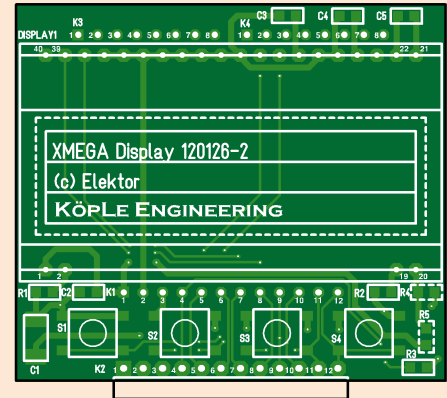 K3 K4 C3 C4 C5
DISPLAY1 1 2 3 4 5 6 7 8 1 2 3 4 5 6 7 8
40 39 22 21
XMEGA Display 120126-2
(c) Elektor
KÖPLE ENGINEERING
1 2 19 20
R1 C2 K1 R2 R4
1 2 3 4 5 6 7 8 9 10 11 12
S1 S2 S3 S4 R5
C1 K2 R3
1 2 3 4 5 6 7 8 9 10 11 12